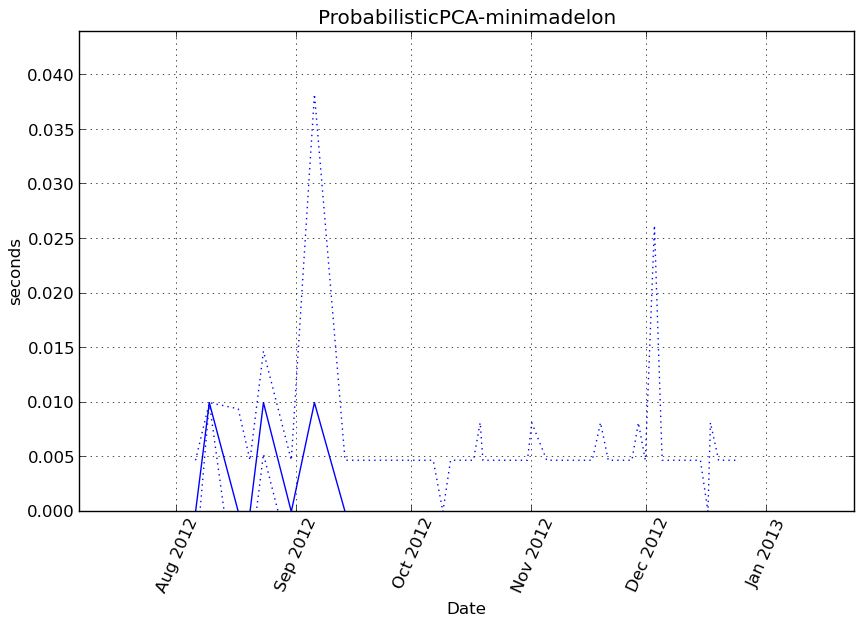 ProbabilisticPCA-minimadelon
0.040
0.035
0.030
0.025
0.020
0.015
0.010
0.005
0.000
seconds
Aug 2012
Sep 2012
Oct 2012
Nov 2012
Dec 2012
Jan 2013
Date